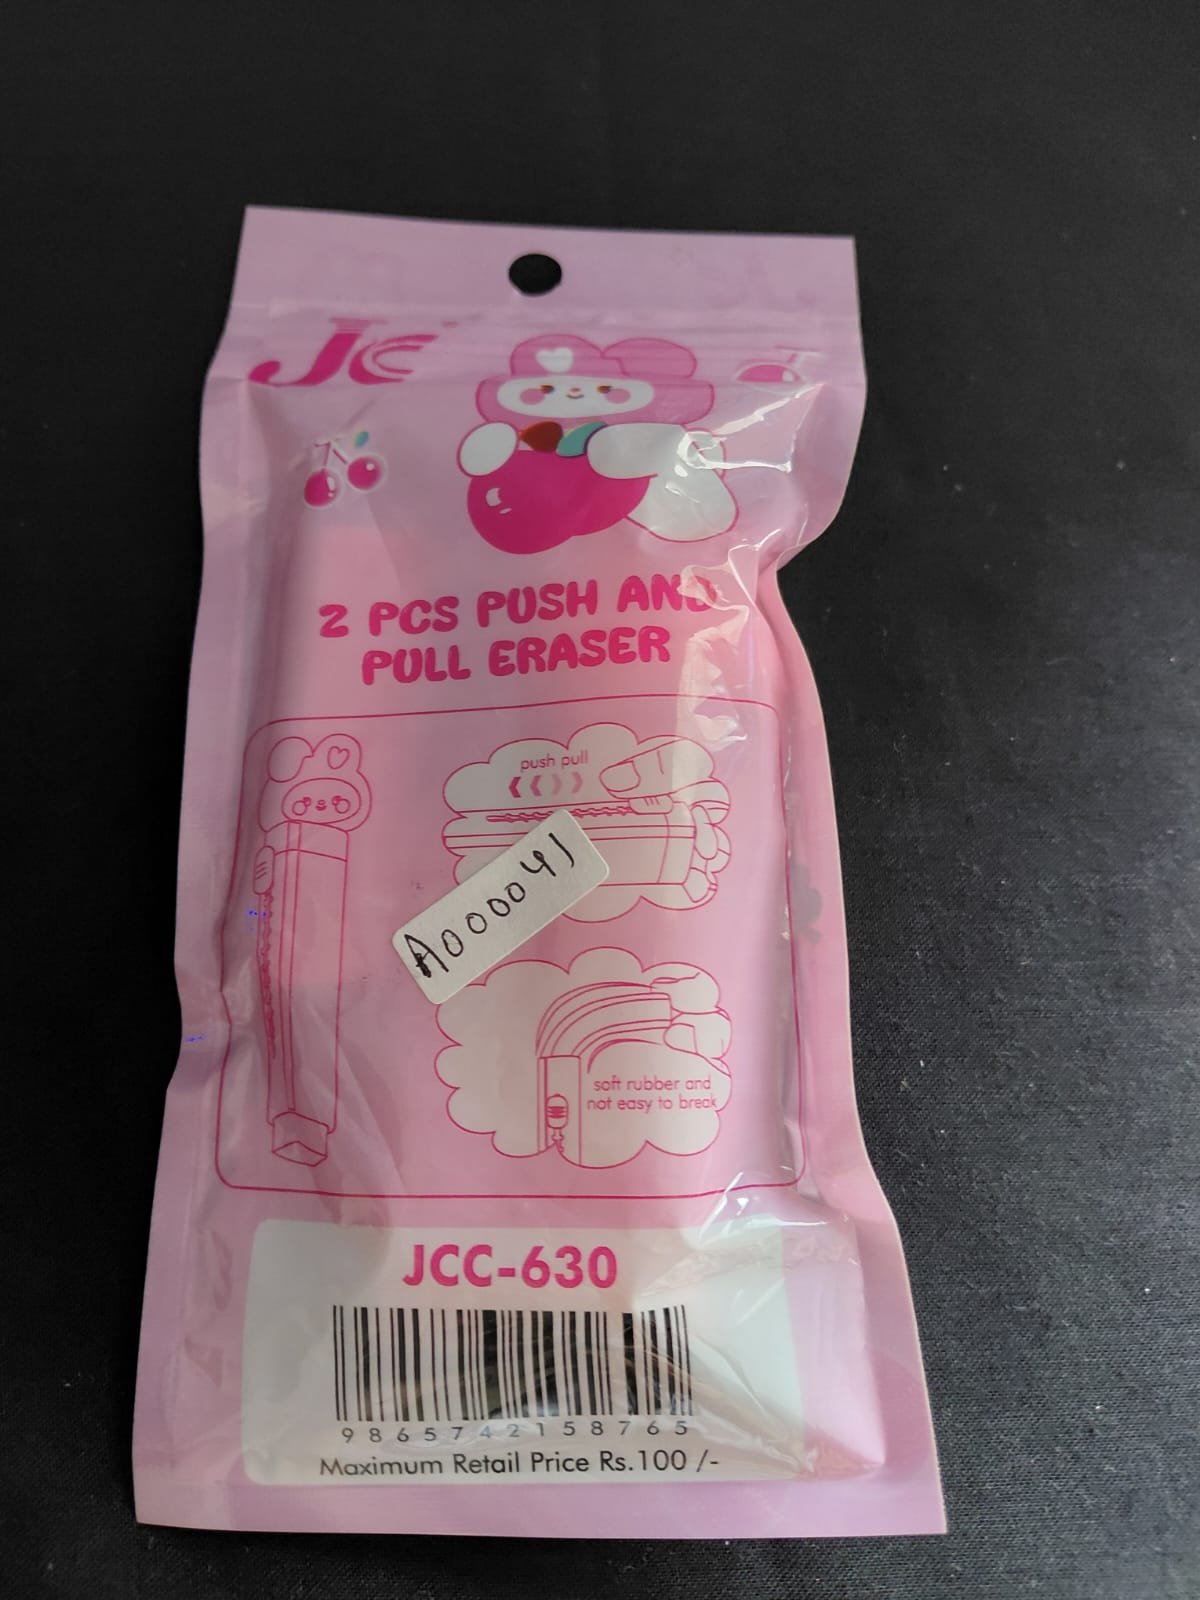 JC
2 PCS PUSH AND
PULL ERASER
push pull
A000041
soft rubber and
not easy to break
JCC-630
9865742158765
Maximum Retail Price Rs.100 /-